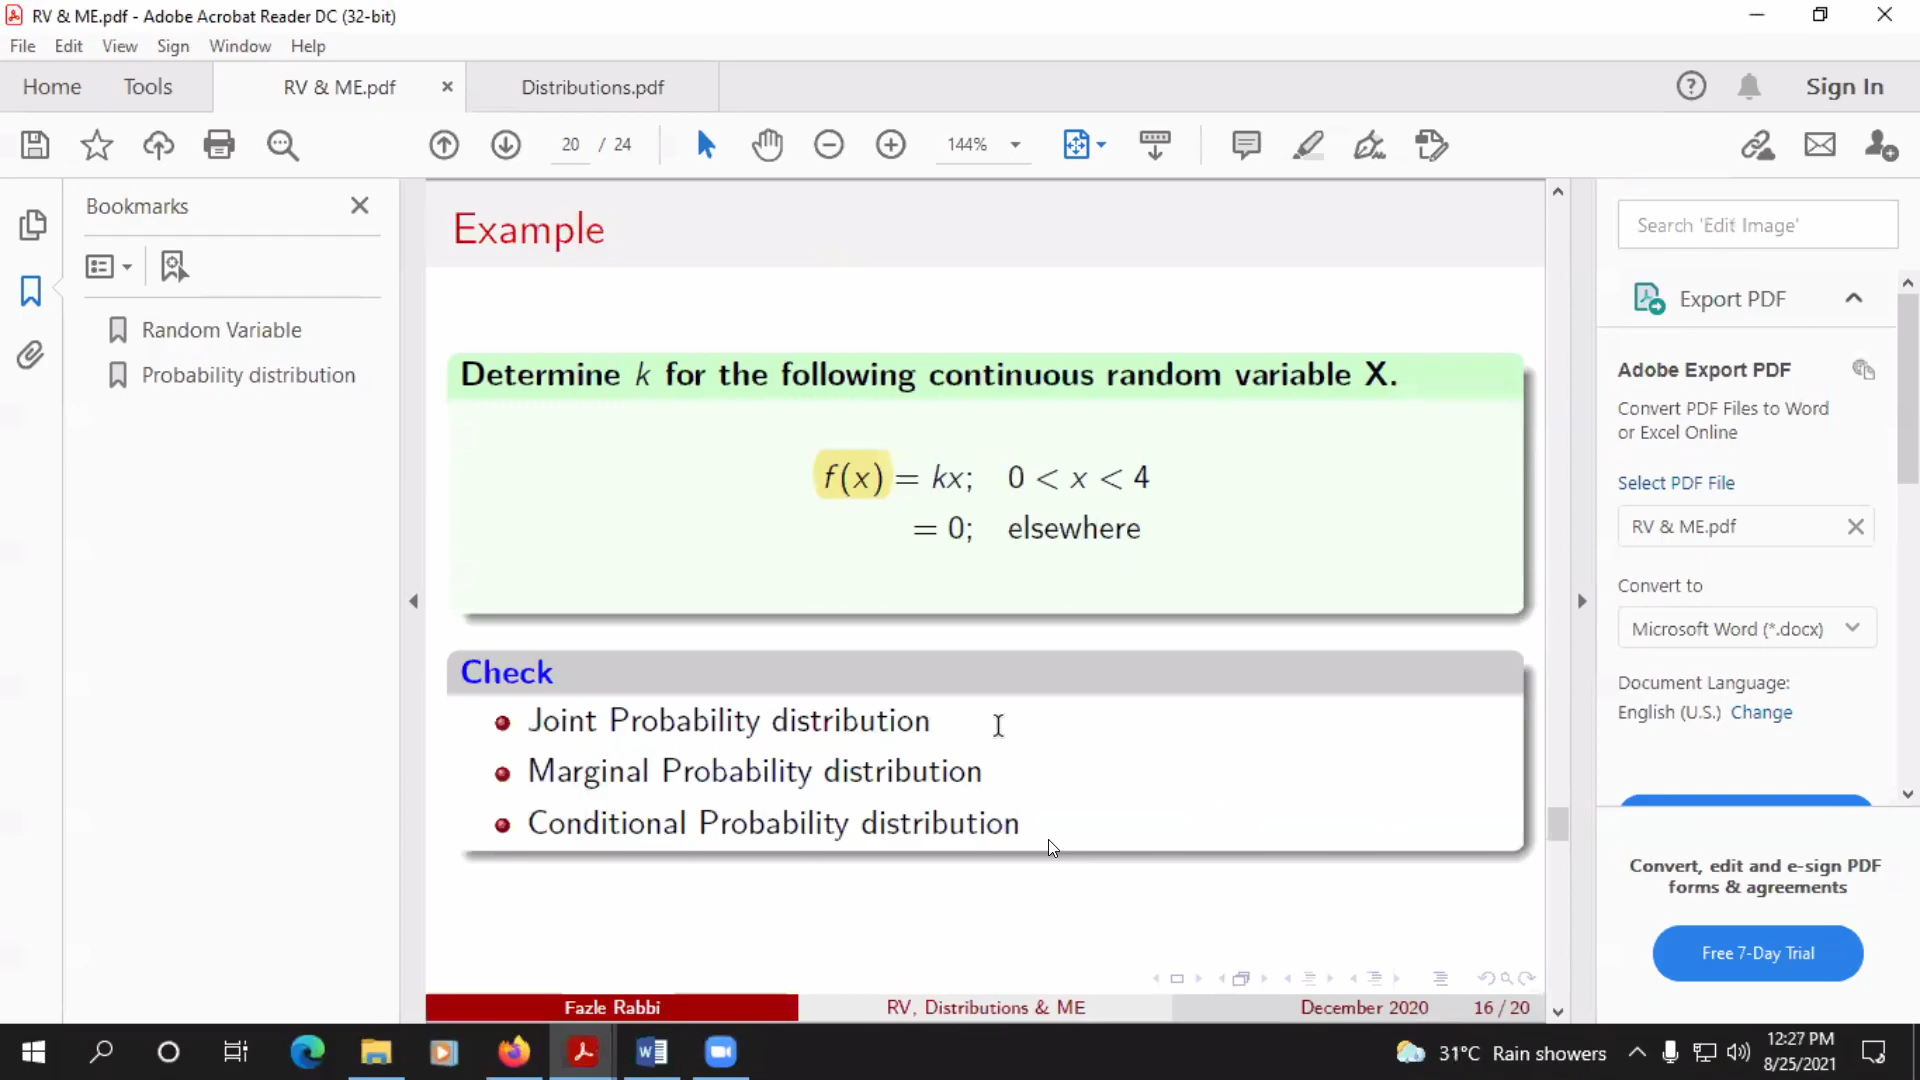 RV & ME.pdf - Adobe Acrobat Reader DC (32-bit)
File Edit View Sign Window Help
Home Tools RV & ME.pdf Distributions.pdf Sign In
20 / 24 144%
Bookmarks
Random Variable
Probability distribution
Example
Determine k for the following continuous random variable X.
f(x) = kx; 0 < x < 4
= 0; elsewhere
Check
Joint Probability distribution
Marginal Probability distribution
Conditional Probability distribution
Fazle Rabbi RV, Distributions & ME December 2020 16 / 20
Search 'Edit Image'
Export PDF
Adobe Export PDF
Convert PDF Files to Word
or Excel Online
Select PDF File
RV & ME.pdf
Convert to
Microsoft Word (*.docx)
Document Language:
English (U.S.) Change
Convert, edit and e-sign PDF
forms & agreements
Free 7-Day Trial
31°C Rain showers
12:27 PM
8/25/2021